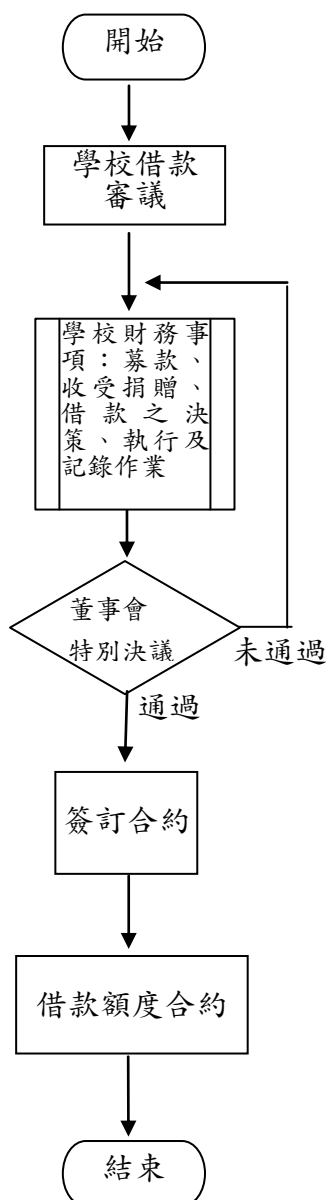 開始
學校借款
審議
學校財務事
項：募款、
收受捐贈、
借款之決
策、執行及
記錄作業
董事會
特別決議
未通過
通過
簽訂合約
借款額度合約
結束